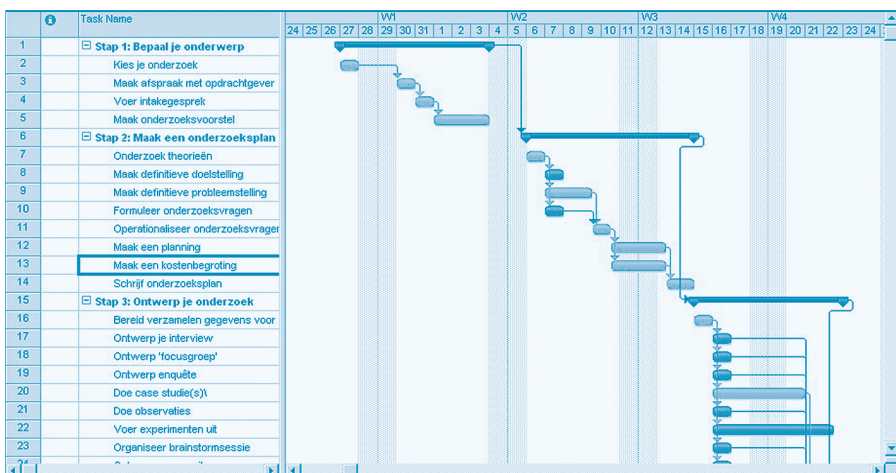 Task Name
W1 W2 W3 W4
24 25 26 27 28 29 30 31 1 2 3 4 5 6 7 8 9 10 11 12 13 14 15 16 17 18 19 20 21 22 23 24
1 Stap 1: Bepaal je onderwerp
2 Kies je onderzoek
3 Maak afspraak met opdrachtgever
4 Voer intakegesprek
5 Maak onderzoeksvoorstel
6 Stap 2: Maak een onderzoeksplan
7 Onderzoek theorieën
8 Maak definitieve doelstelling
9 Maak definitieve probleemstelling
10 Formuleer onderzoeksvragen
11 Operationaliseer onderzoeksvragen
12 Maak een planning
13 Maak een kostenbegroting
14 Schrijf onderzoeksplan
15 Stap 3: Ontwerp je onderzoek
16 Bereid verzamelen gegevens voor
17 Ontwerp je interview
18 Ontwerp 'focusgroep'
19 Ontwerp enquête
20 Doe case studie(s)\
21 Doe observaties
22 Voer experimenten uit
23 Organiseer brainstormsessie